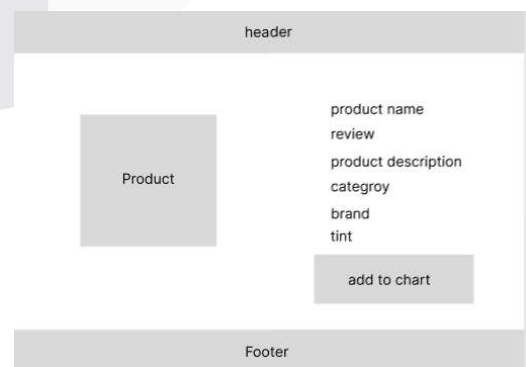 header
Product
product name
review
product description
categroy
brand
tint
add to chart
Footer